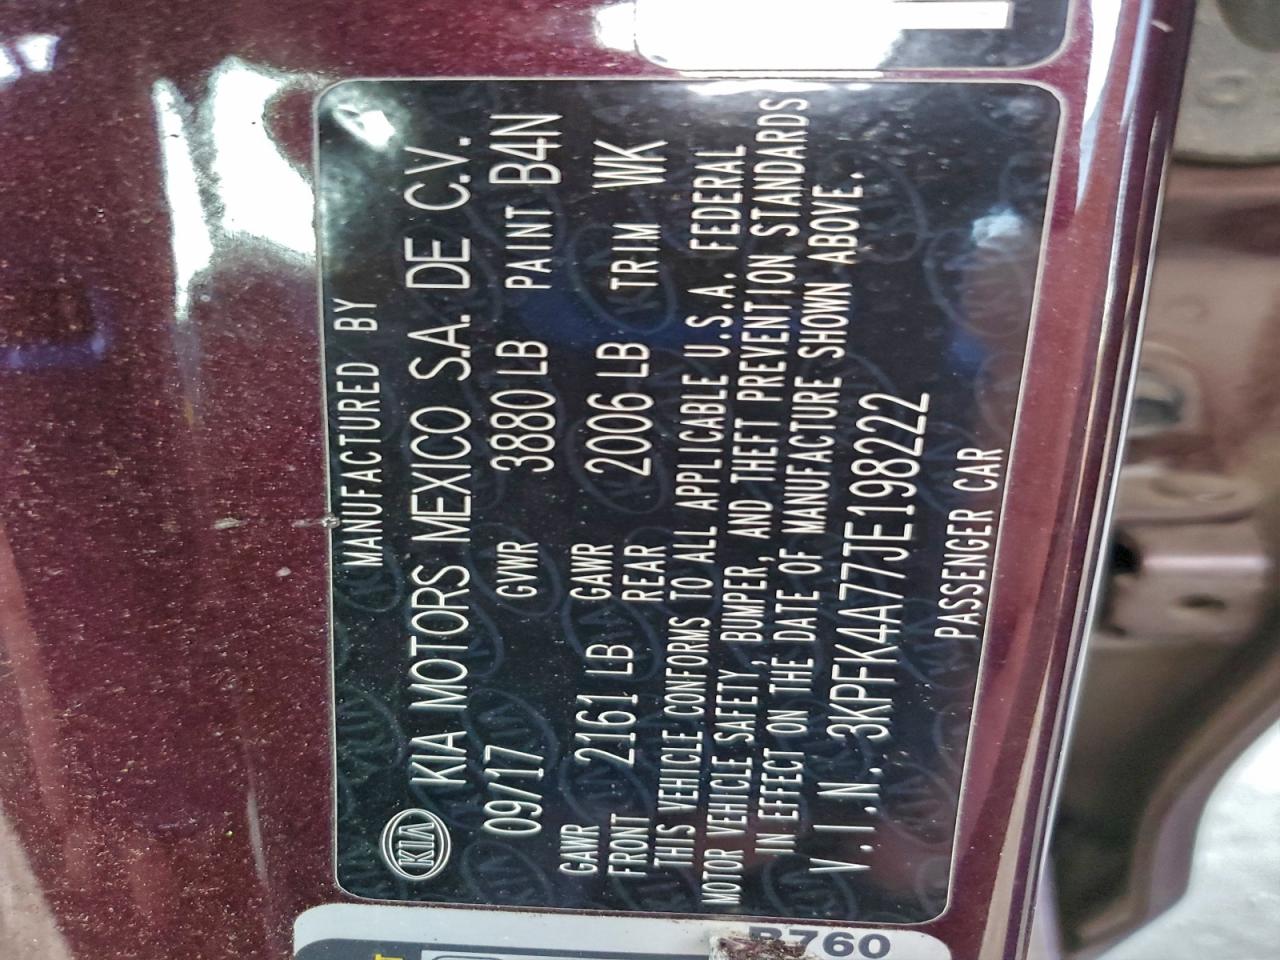 MANUFACTURED BY
KIA KIA MOTORS MEXICO S.A. DE C.V.
09/17 GVWR 3880 LB PAINT B4N
GAWR FRONT 2161 LB GAWR REAR 2006 LB TRIM WK
THIS VEHICLE CONFORMS TO ALL APPLICABLE U.S.A. FEDERAL
MOTOR VEHICLE SAFETY, BUMPER, AND THEFT PREVENTION STANDARDS
IN EFFECT ON THE DATE OF MANUFACTURE SHOWN ABOVE.
V.I.N. 3KPFK4A77JE198222
PASSENGER CAR